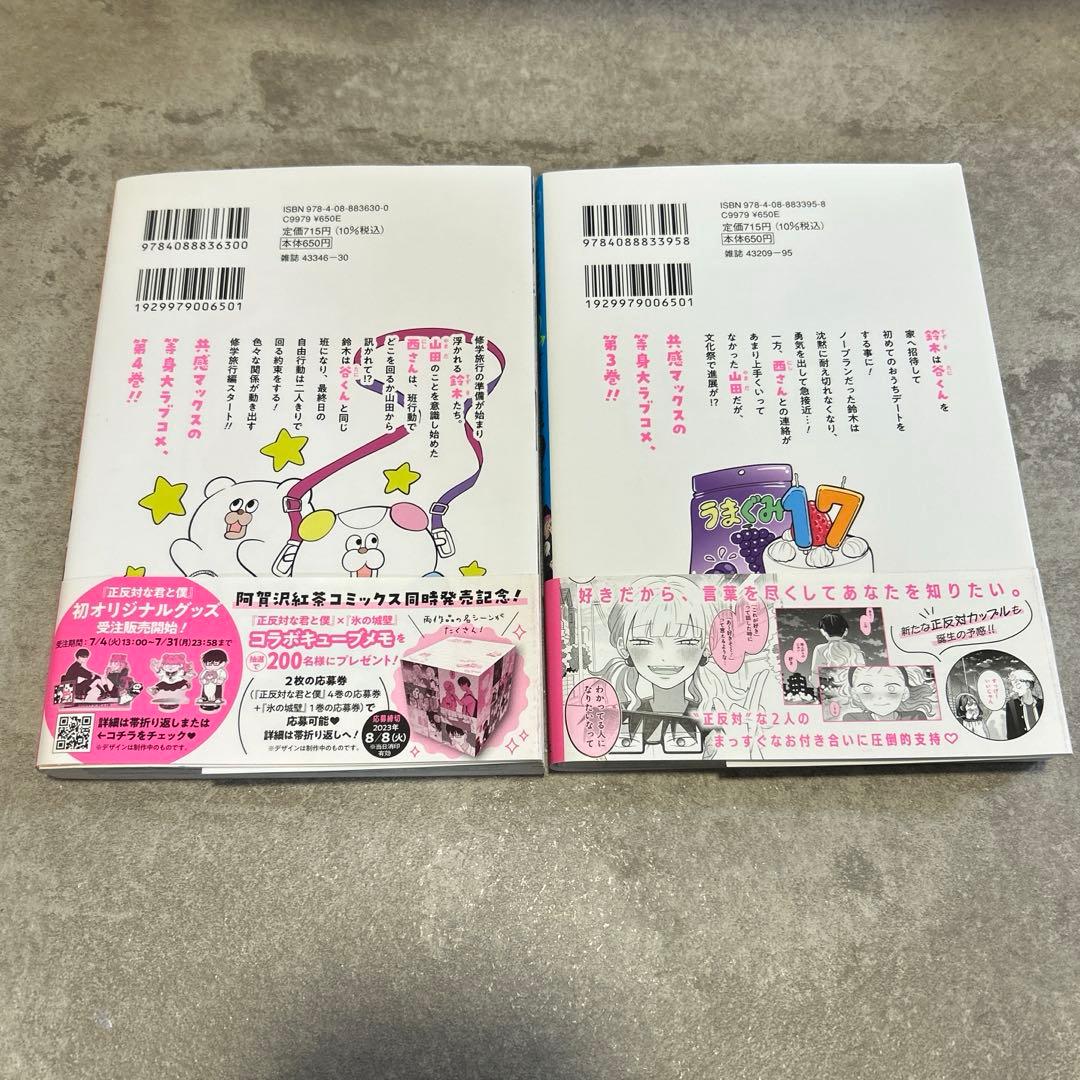 ISBN 978-4-08-883630-0
C9979 ¥650E
定価715円(10%税込)
本体650円
雑誌 43346-30
9784088836300
1929979006501
修学旅行の準備が始まり
浮かれる鈴木たち。
山田のことを意識し始めた
西さんは、班行動で
どこを回るか山田から
訊かれて!?
鈴木は谷くんと同じ
班になり、最終日の
自由行動は二人きりで
回る約束をする!
色々な関係が動き出す
修学旅行編スタート!!
共感マックスの
等身大ラブコメ、
第4巻!!
『正反対な君と僕』
初オリジナルグッズ
受注販売開始!
受注期間:7/4(火)13:00〜7/31(月)23:58まで
詳細は帯折り返しまたは
←コチラをチェック♥
※デザインは制作中のものです。
阿賀沢紅茶コミックス同時発売記念!
『正反対な君と僕』×『氷の城壁』
コラボキューブメモを
抽選で200名様にプレゼント!
2枚の応募券
(『正反対な君と僕』4巻の応募券
+『氷の城壁』1巻の応募券)で
応募可能♥
詳細は帯折り返しへ!
※デザインは制作中のものです。
応募締切
2023年
8/8(火)
※当日消印
有効
両作品の名シーンが
たくさん!
ISBN 978-4-08-883395-8
C9979 ¥650E
定価715円(10%税込)
本体650円
雑誌 43209-95
9784088833958
1929979006501
鈴木は谷くんを
家へ招待して
初めてのおうちデートを
する事に!
ノープランだった鈴木は
沈黙に耐え切れなくなり、
勇気を出して急接近…!
一方、西さんとの連絡が
あまり上手くいって
なかった山田だが、
文化祭で進展が!?
共感マックスの
等身大ラブコメ、
第3巻!!
うまぐみ
17
好きだから、言葉を尽くしてあなたを知りたい。
新たな正反対カップルも
誕生の予感!!
わかってる人に
なりたいなって
"正反対"な2人の
まっすぐなお付き合いに圧倒的支持♡